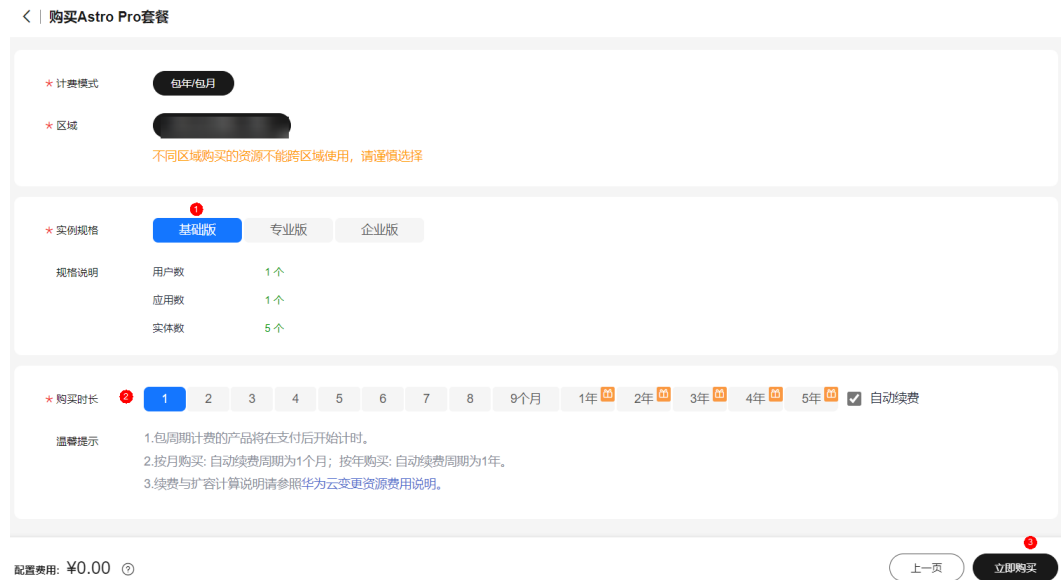 购买Astro Pro套餐
* 计费模式 包年/包月
* 区域
不同区域购买的资源不能跨区域使用，请谨慎选择
1
* 实例规格 基础版 专业版 企业版
规格说明 用户数 1 个
应用数 1 个
实体数 5 个
* 购买时长 2 1 2 3 4 5 6 7 8 9个月 1年 2年 3年 4年 5年 自动续费
温馨提示 1.包周期计费的产品将在支付后开始计时。
2.按月购买: 自动续费周期为1个月；按年购买: 自动续费周期为1年。
3.续费与扩容计算说明请参照华为云变更资源费用说明。
3
配置费用: ¥0.00 ? 上一页 立即购买